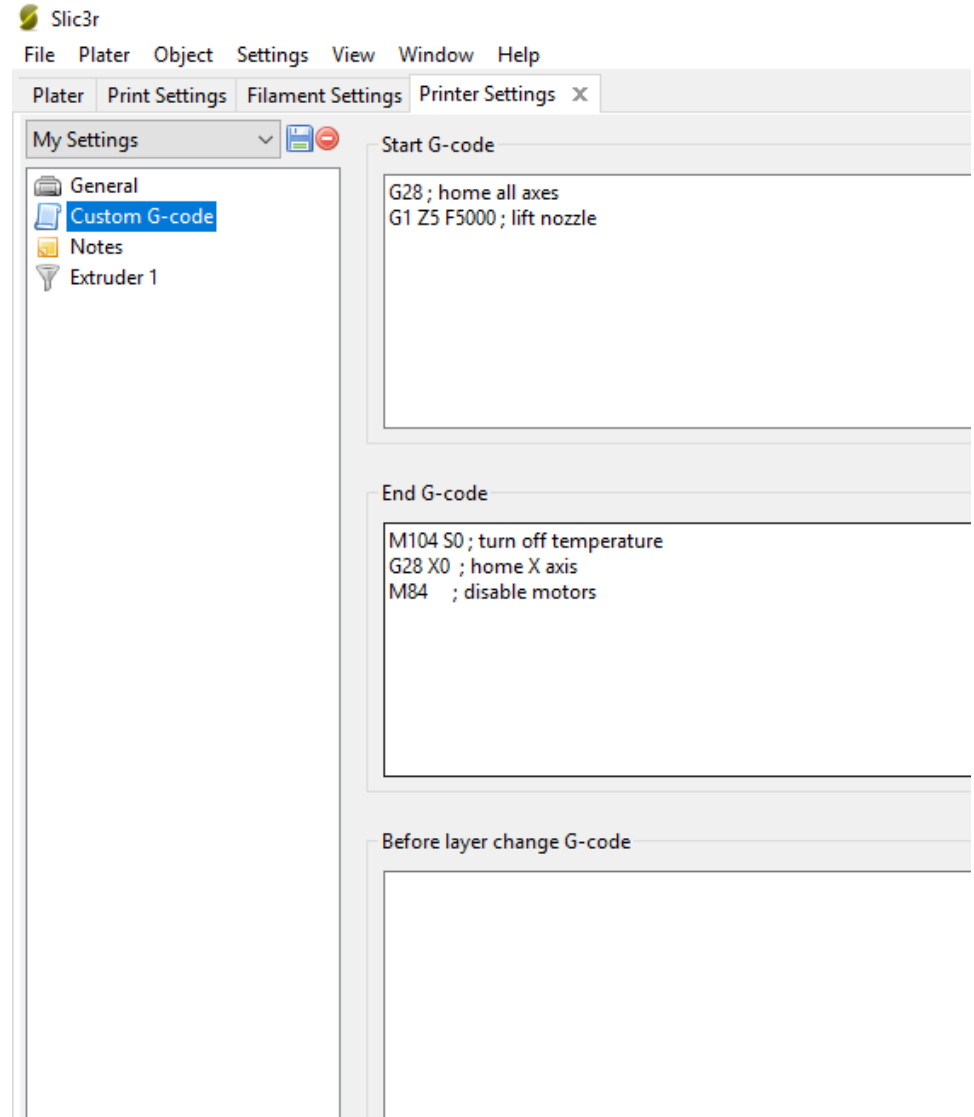 Slic3r
File Plater Object Settings View Window Help
Plater Print Settings Filament Settings Printer Settings
My Settings
General
Custom G-code
Notes
Extruder 1
Start G-code
G28 ; home all axes
G1 Z5 F5000 ; lift nozzle
End G-code
M104 S0 ; turn off temperature
G28 X0  ; home X axis
M84     ; disable motors
Before layer change G-code